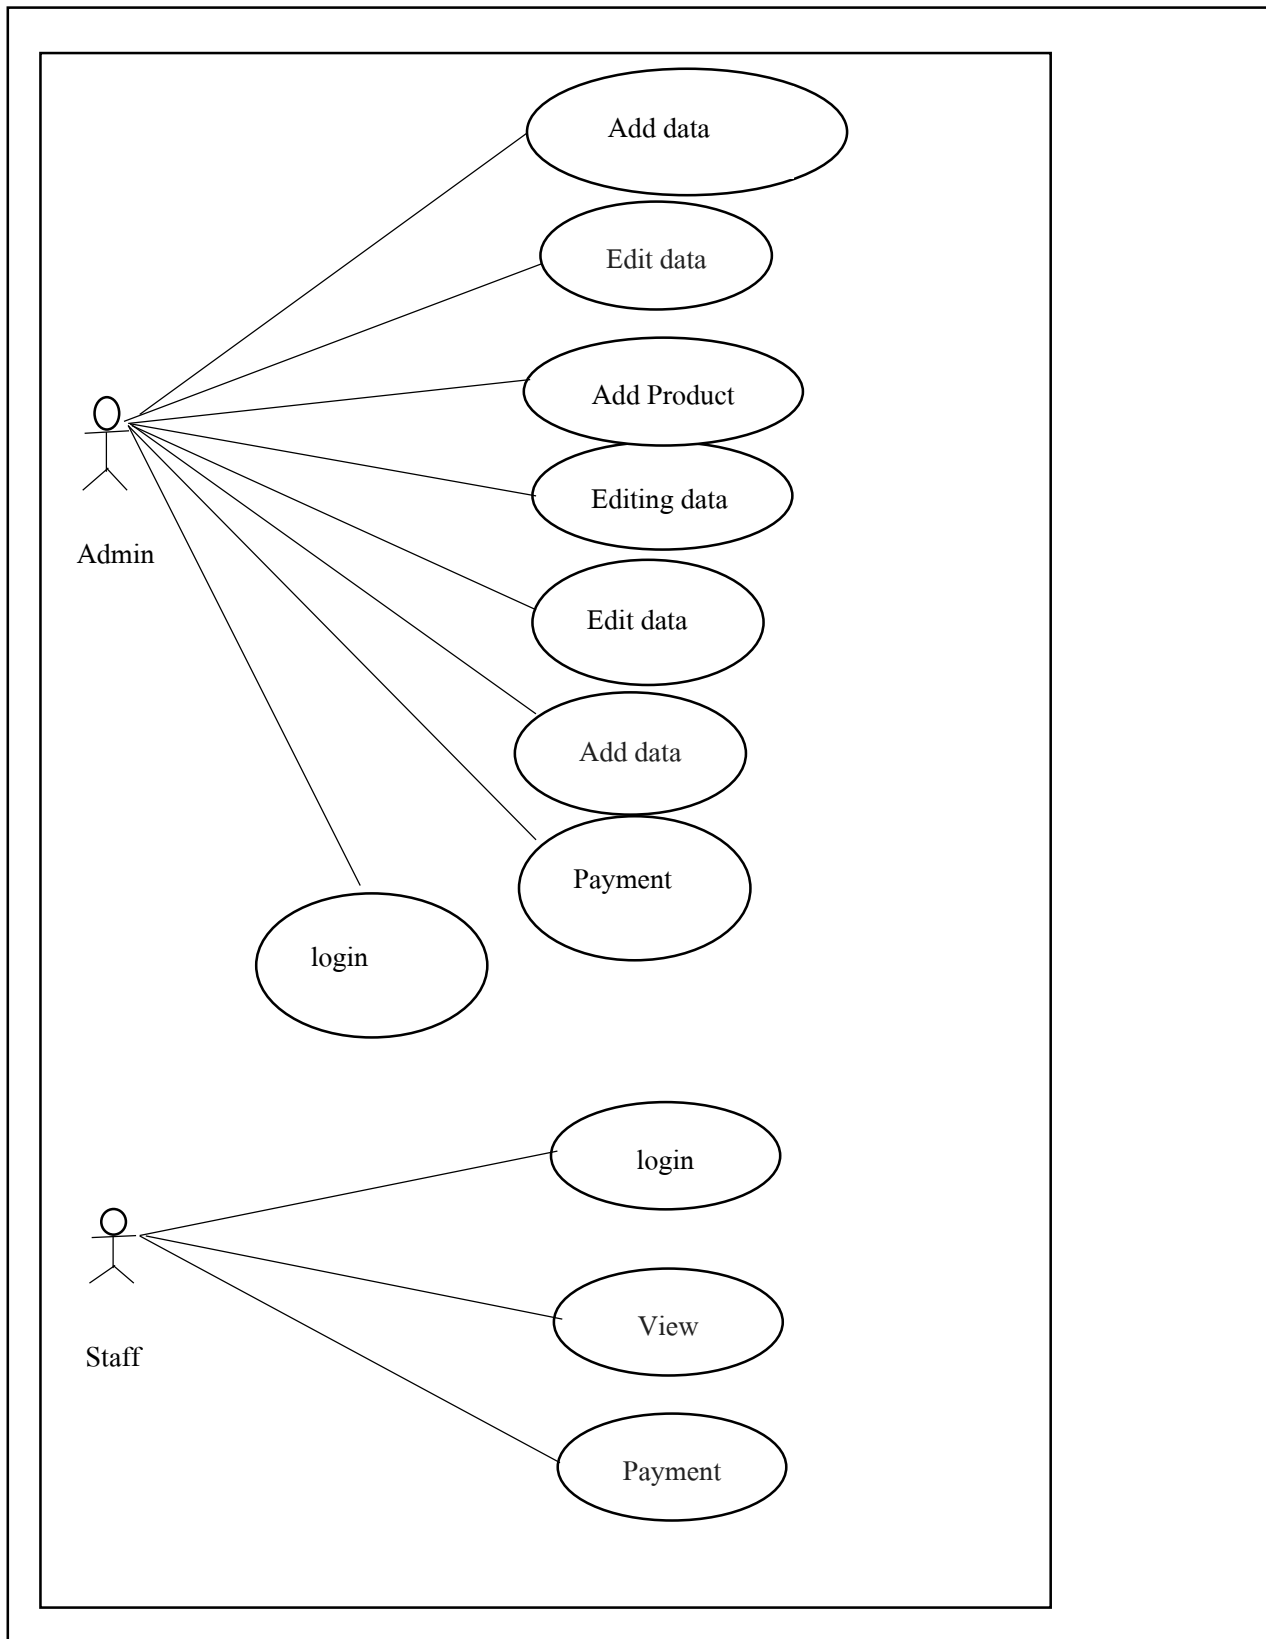 Add data
Edit data
Add Product
Editing data
Admin
Edit data
Add data
Payment
login
login
View
Staff
Payment